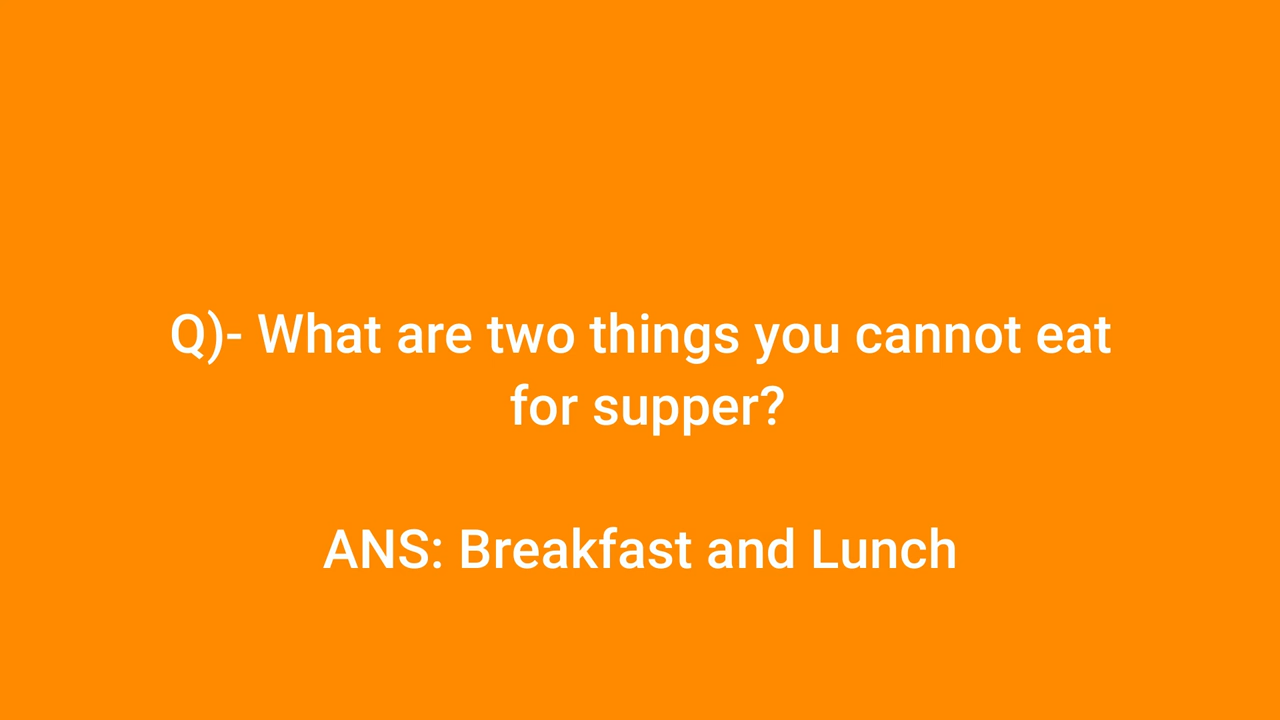 Q)- What are two things you cannot eat
for supper?
ANS: Breakfast and Lunch